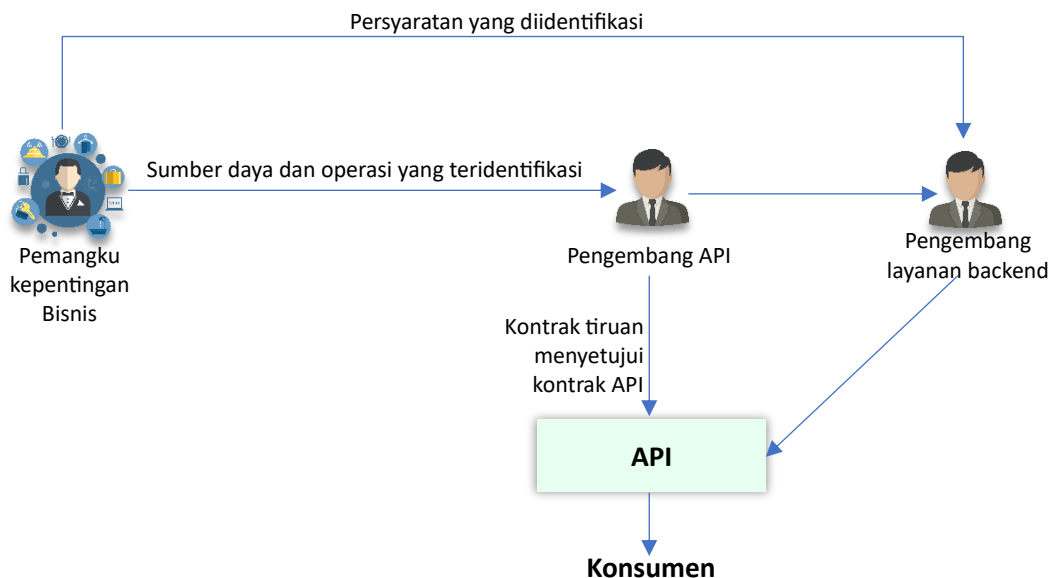 Persyaratan yang diidentifikasi
Sumber daya dan operasi yang teridentifikasi
Pemangku
kepentingan
Bisnis
Pengembang API
Pengembang
layanan backend
Kontrak tiruan
menyetujui
kontrak API
API
Konsumen